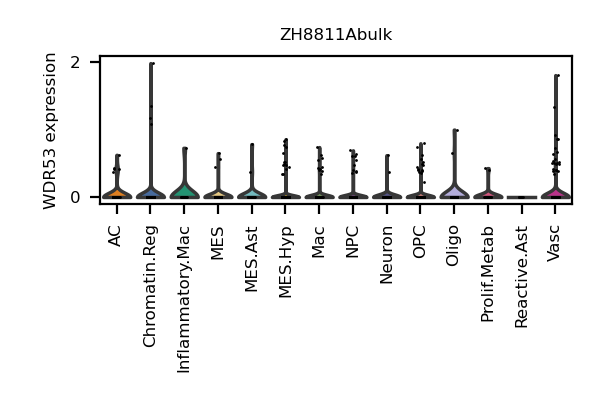 ZH8811Abulk
WDR53 expression
2
0
AC
Chromatin.Reg
Inflammatory.Mac
MES
MES.Ast
MES.Hyp
Mac
NPC
Neuron
OPC
Oligo
Prolif.Metab
Reactive.Ast
Vasc